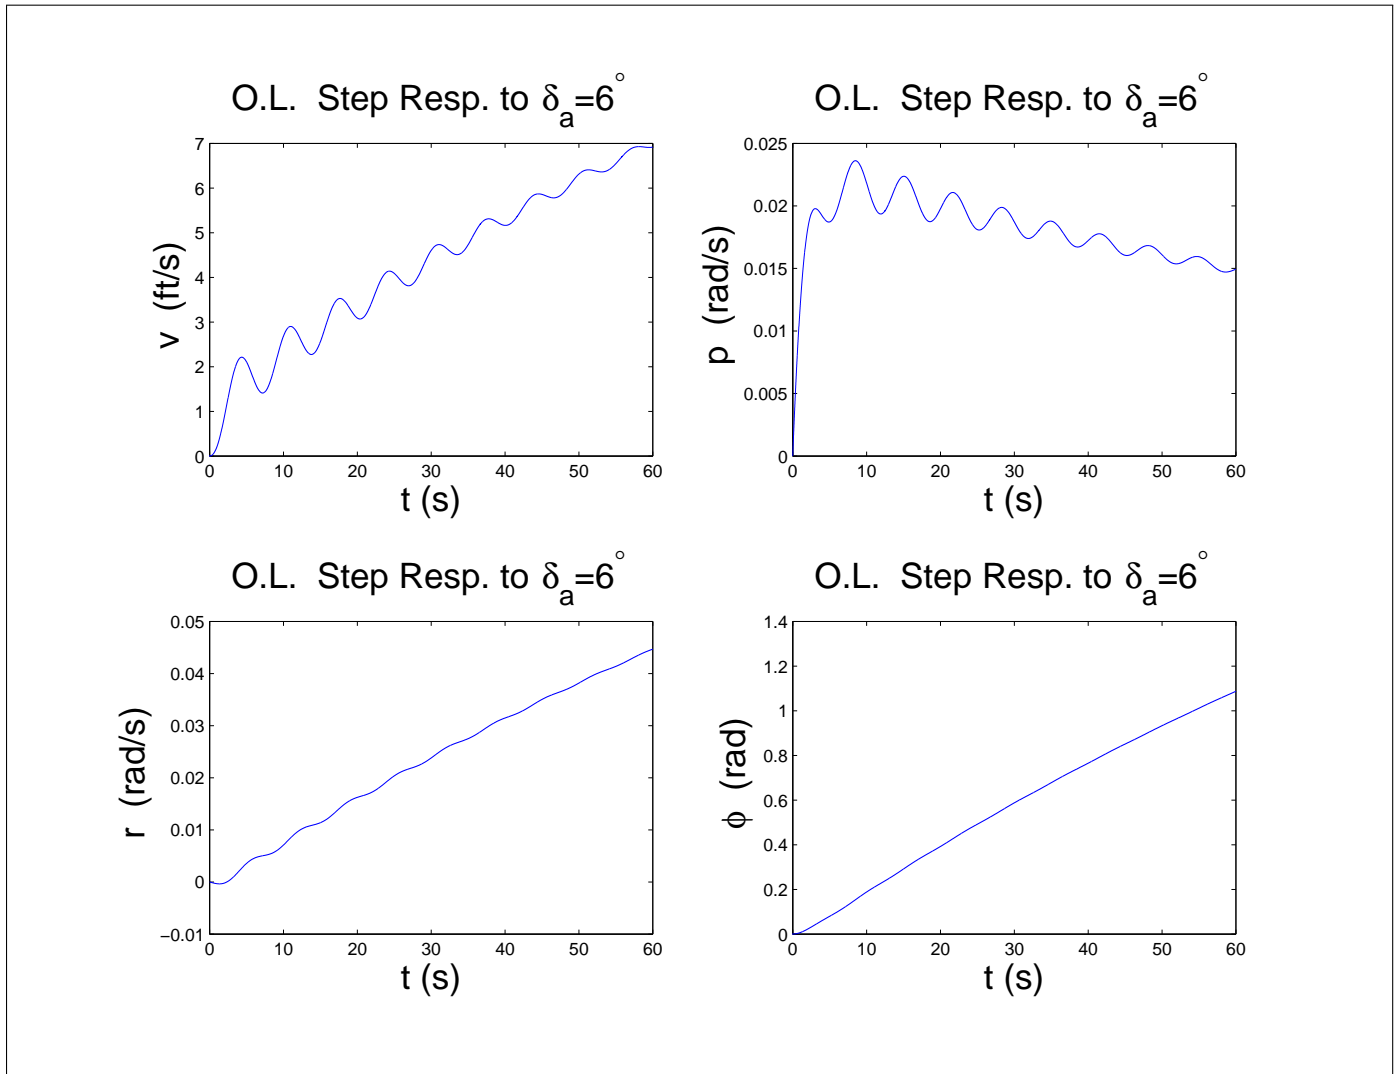 O.L. Step Resp. to δ_a=6°
7
6
5
4
3
2
1
0
v (ft/s)
0 10 20 30 40 50 60
t (s)
O.L. Step Resp. to δ_a=6°
0.025
0.02
0.015
0.01
0.005
0
p (rad/s)
0 10 20 30 40 50 60
t (s)
O.L. Step Resp. to δ_a=6°
0.05
0.04
0.03
0.02
0.01
0
−0.01
r (rad/s)
0 10 20 30 40 50 60
t (s)
O.L. Step Resp. to δ_a=6°
1.4
1.2
1
0.8
0.6
0.4
0.2
0
ϕ (rad)
0 10 20 30 40 50 60
t (s)